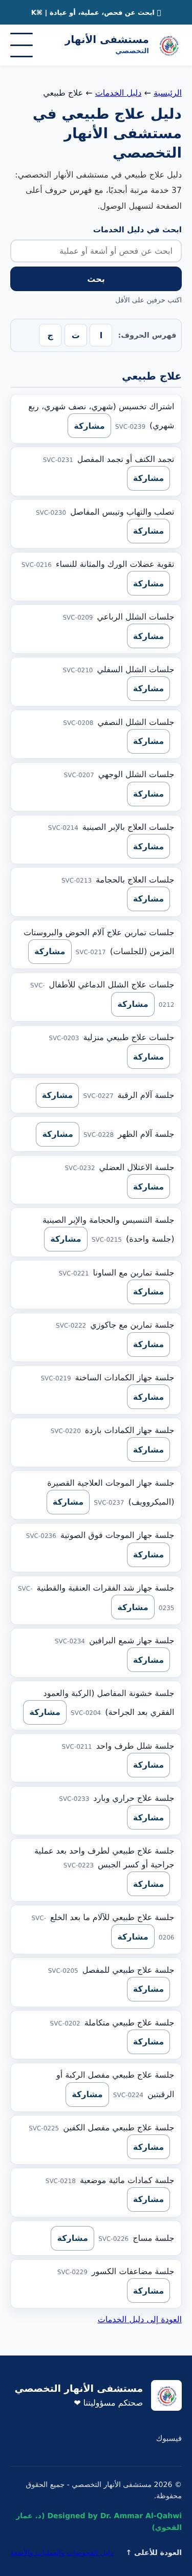 ابحث عن فحص، عملية، أو عيادة | ⌘K
مستشفى الأنهار
التخصصي
الرئيسية ← دليل الخدمات ← علاج طبيعي
دليل علاج طبيعي في
مستشفى الأنهار
التخصصي
دليل علاج طبيعي في مستشفى الأنهار التخصصي:
37 خدمة مرتبة أبجديًا، مع فهرس حروف أعلى
الصفحة لتسهيل الوصول.
ابحث في دليل الخدمات
ابحث عن فحص أو أشعة أو عملية
بحث
اكتب حرفين على الأقل
فهرس الحروف: ا ت ج
علاج طبيعي
اشتراك تخسيس (شهري، نصف شهري، ربع
شهري) SVC-0239 مشاركة
تجمد الكتف أو تجمد المفصل SVC-0231
مشاركة
تصلب والتهاب وتيبس المفاصل SVC-0230
مشاركة
تقوية عضلات الورك والمثانة للنساء SVC-0216
مشاركة
جلسات الشلل الرباعي SVC-0209
مشاركة
جلسات الشلل السفلي SVC-0210
مشاركة
جلسات الشلل النصفي SVC-0208
مشاركة
جلسات الشلل الوجهي SVC-0207
مشاركة
جلسات العلاج بالإبر الصينية SVC-0214
مشاركة
جلسات العلاج بالحجامة SVC-0213
مشاركة
جلسات تمارين علاج آلام الحوض والبروستات
المزمن (للجلسات) SVC-0217 مشاركة
جلسات علاج الشلل الدماغي للأطفال SVC-
0212 مشاركة
جلسات علاج طبيعي منزلية SVC-0203
مشاركة
جلسة آلام الرقبة SVC-0227 مشاركة
جلسة آلام الظهر SVC-0228 مشاركة
جلسة الاعتلال العضلي SVC-0232
مشاركة
جلسة التنسيس والحجامة والإبر الصينية
(جلسة واحدة) SVC-0215 مشاركة
جلسة تمارين مع الساونا SVC-0221
مشاركة
جلسة تمارين مع جاكوزي SVC-0222
مشاركة
جلسة جهاز الكمادات الساخنة SVC-0219
مشاركة
جلسة جهاز الكمادات باردة SVC-0220
مشاركة
جلسة جهاز الموجات العلاجية القصيرة
(الميكروويف) SVC-0237 مشاركة
جلسة جهاز الموجات فوق الصوتية SVC-0236
مشاركة
جلسة جهاز شد الفقرات العنقية والقطنية SVC-
0235 مشاركة
جلسة جهاز شمع البرافين SVC-0234
مشاركة
جلسة خشونة المفاصل (الركبة والعمود
الفقري بعد الجراحة) SVC-0204 مشاركة
جلسة شلل طرف واحد SVC-0211
مشاركة
جلسة علاج حراري وبارد SVC-0233
مشاركة
جلسة علاج طبيعي لطرف واحد بعد عملية
جراحية أو كسر الجبس SVC-0223
مشاركة
جلسة علاج طبيعي للآلام ما بعد الخلع SVC-
0206 مشاركة
جلسة علاج طبيعي للمفصل SVC-0205
مشاركة
جلسة علاج طبيعي متكاملة SVC-0202
مشاركة
جلسة علاج طبيعي مفصل الركبة أو
الرقبتين SVC-0224 مشاركة
جلسة علاج طبيعي مفصل الكفين SVC-0225
مشاركة
جلسة كمادات مائية موضعية SVC-0218
مشاركة
جلسة مساج SVC-0226 مشاركة
جلسة مضاعفات الكسور SVC-0229
مشاركة
العودة إلى دليل الخدمات
مستشفى الأنهار التخصصي
صحتكم مسؤوليتنا ❤
فيسبوك
© 2026 مستشفى الأنهار التخصصي - جميع الحقوق
محفوظة.
Designed by Dr. Ammar Al-Qahwi (د. عمار
القحوي)
العودة للأعلى ↑